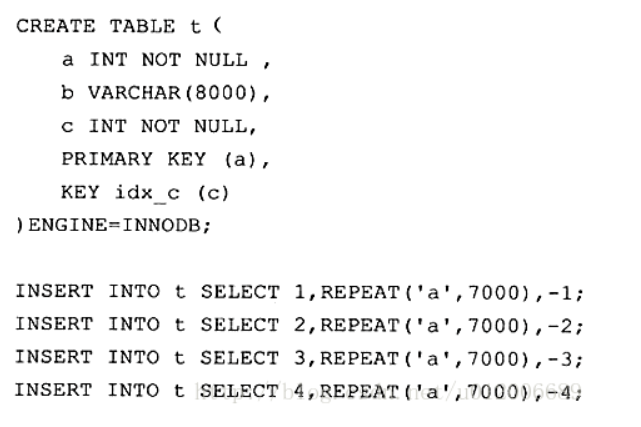 CREATE TABLE t (
a INT NOT NULL ,
b VARCHAR(8000),
c INT NOT NULL,
PRIMARY KEY (a),
KEY idx_c (c)
)ENGINE=INNODB;
INSERT INTO t SELECT 1,REPEAT('a',7000),-1;
INSERT INTO t SELECT 2,REPEAT('a',7000),-2;
INSERT INTO t SELECT 3,REPEAT('a',7000),-3;
INSERT INTO t SELECT 4,REPEAT('a',7000),-4;